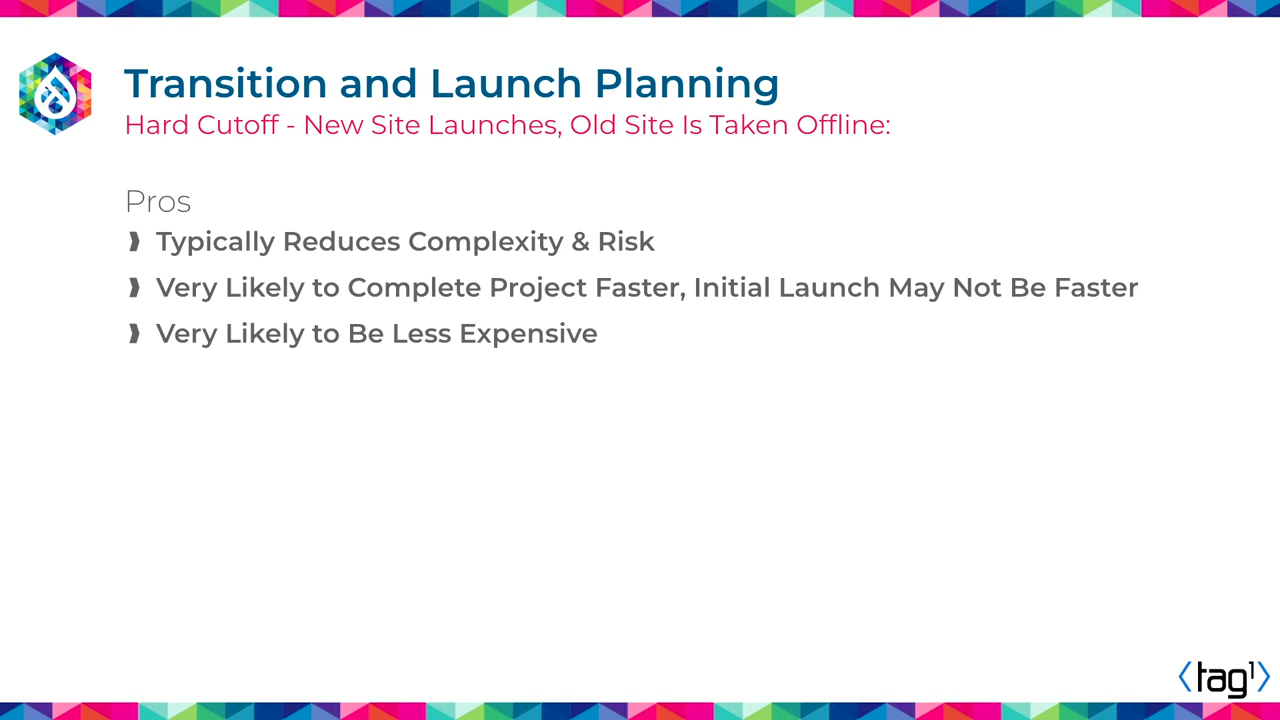 Transition and Launch Planning
Hard Cutoff - New Site Launches, Old Site Is Taken Offline:
Pros
Typically Reduces Complexity & Risk
Very Likely to Complete Project Faster, Initial Launch May Not Be Faster
Very Likely to Be Less Expensive
tag1